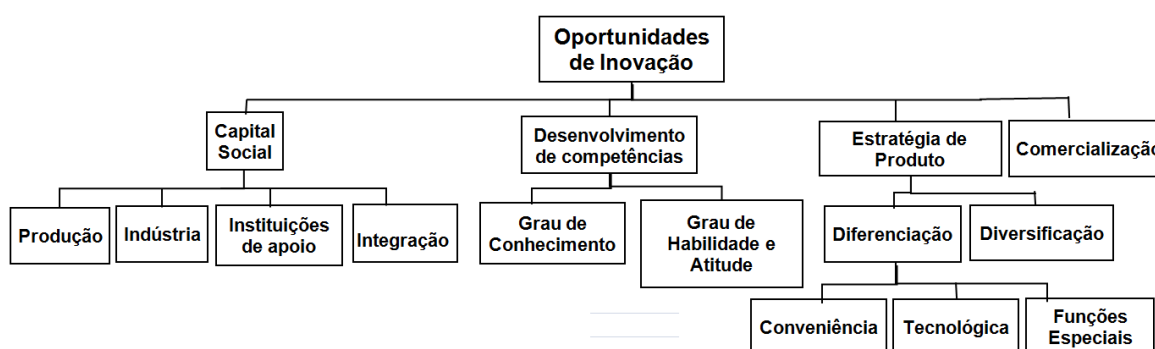 Oportunidades
de Inovação
Capital
Social
Desenvolvimento
de competências
Estratégia de
Produto
Comercialização
Produção
Indústria
Instituições
de apoio
Integração
Grau de
Conhecimento
Grau de
Habilidade e
Atitude
Diferenciação
Diversificação
Conveniência
Tecnológica
Funções
Especiais